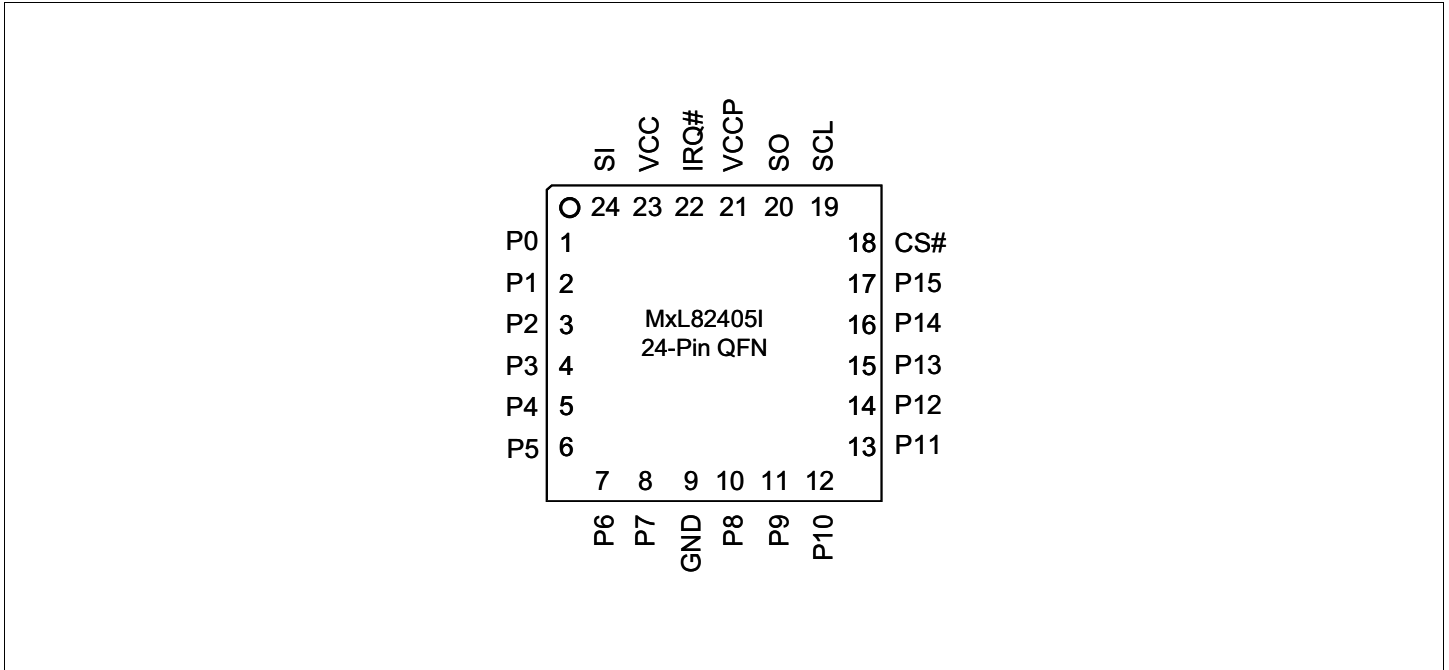 SI VCC IRQ# VCCP SO SCL
24 23 22 21 20 19
P0 1 18 CS#
P1 2 17 P15
P2 3 16 P14
MxL82405I
24-Pin QFN
P3 4 15 P13
P4 5 14 P12
P5 6 13 P11
7 8 9 10 11 12
P6 P7 GND P8 P9 P10